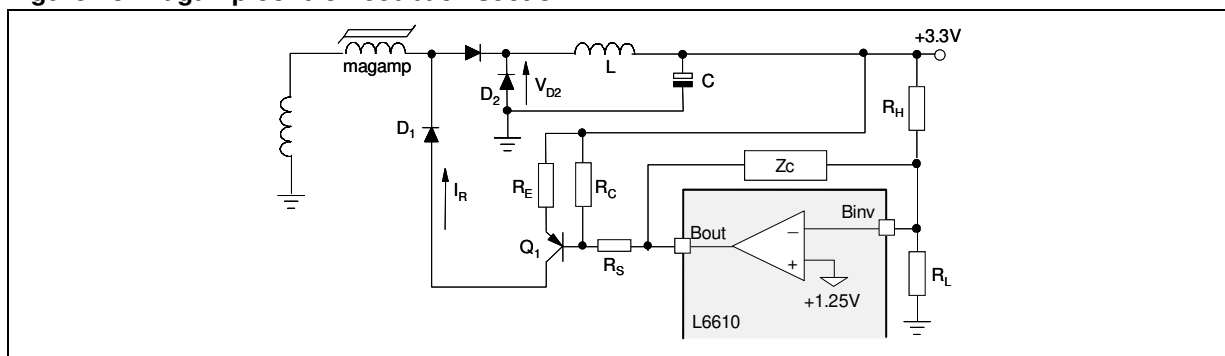 +3.3V
magamp
L
C
D2
VD2
RH
D1
Zc
RE
RC
IR
Binv
Bout
Q1
RS
RL
+1.25V
L6610